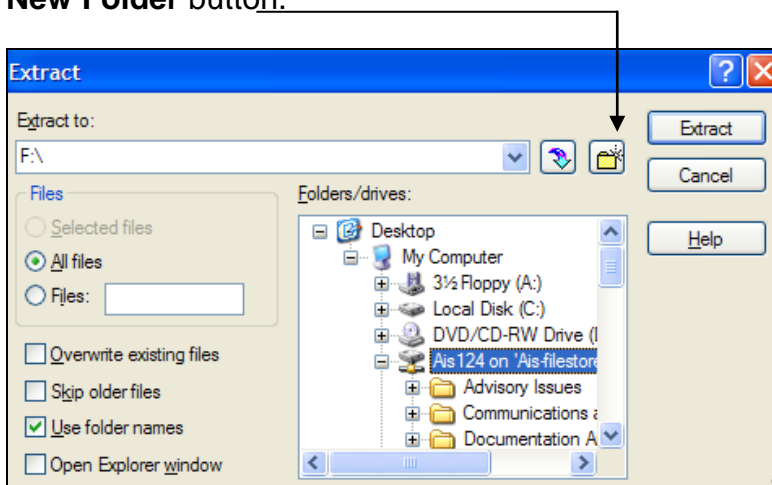 New Folder button.
Extract
Extract to:
F:\
Extract
Cancel
Help
Files
Selected files
All files
Files:
Overwrite existing files
Skip older files
Use folder names
Open Explorer window
Folders/drives:
Desktop
My Computer
3½ Floppy (A:)
Local Disk (C:)
DVD/CD-RW Drive (
Ais124 on 'Ais-filestore
Advisory Issues
Communications a
Documentation A